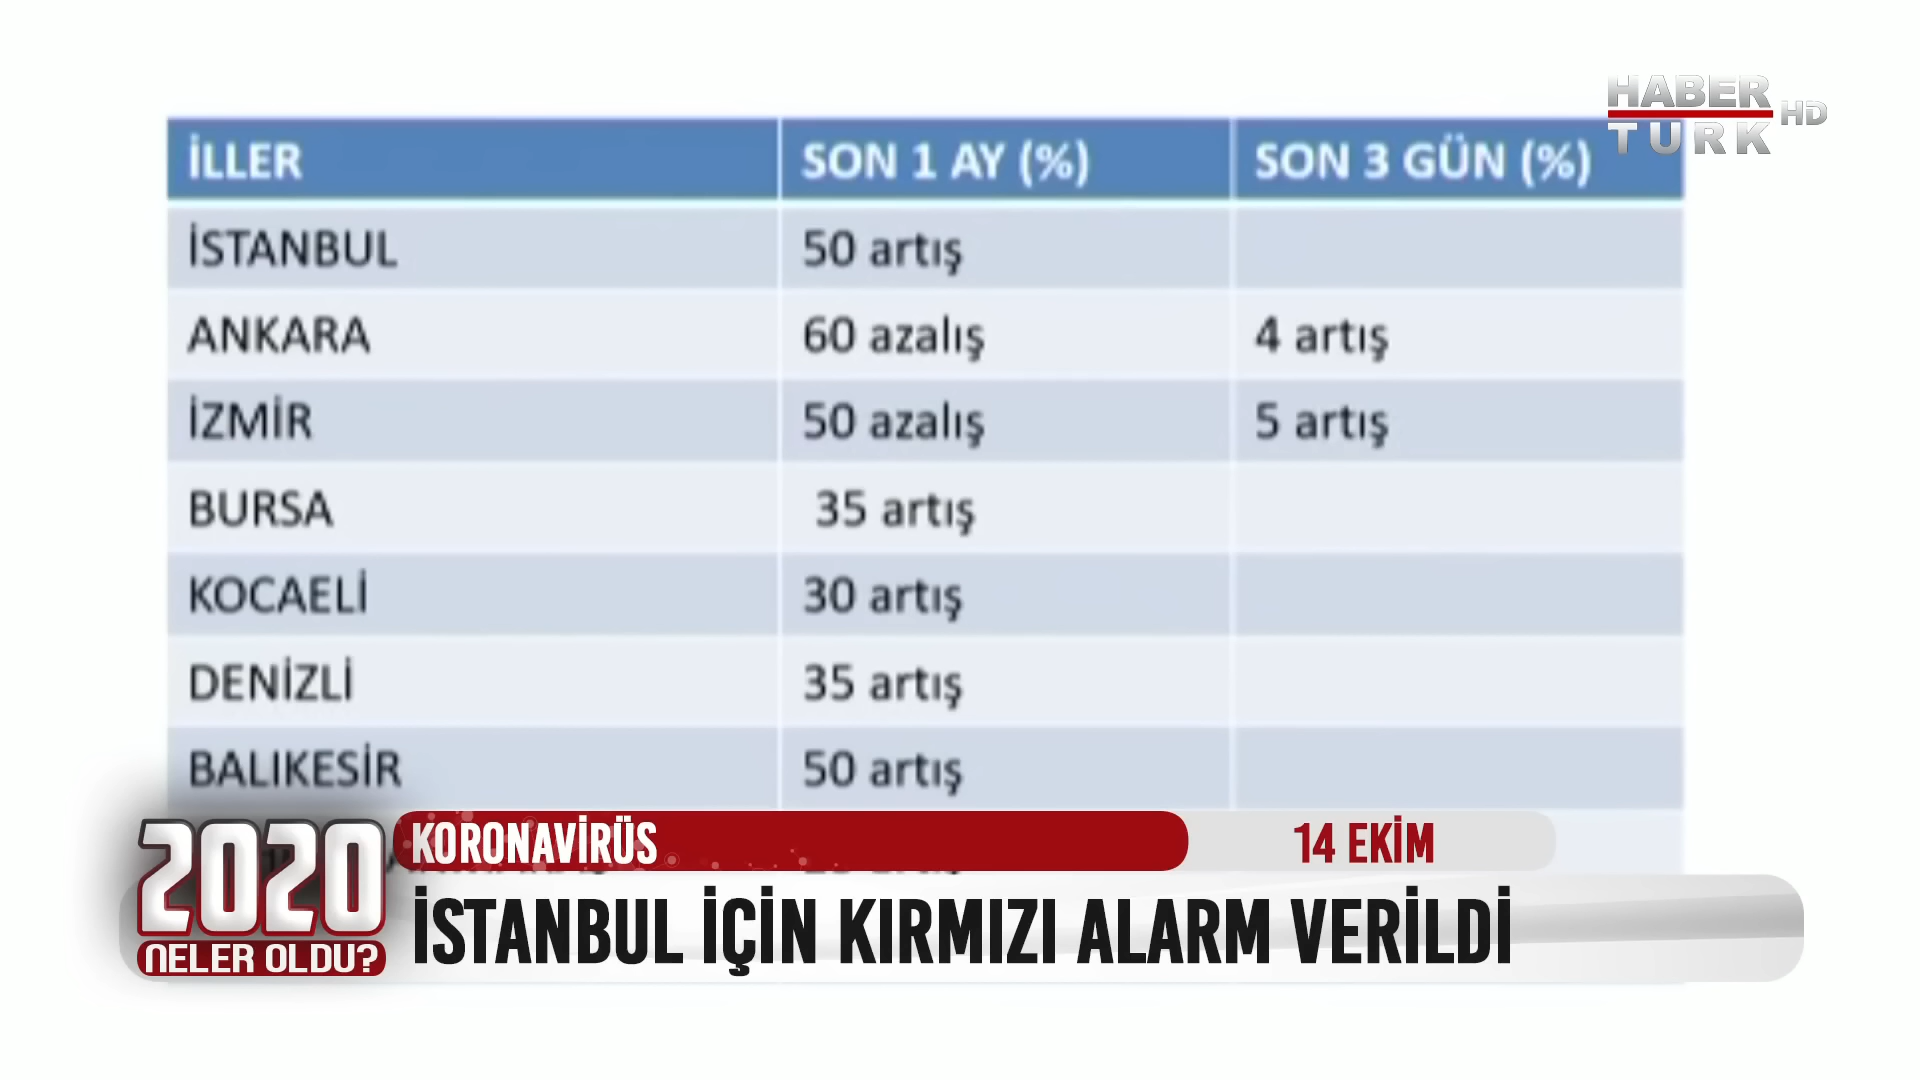 HABER
TÜRK HD
İLLER SON 1 AY (%) SON 3 GÜN (%)
İSTANBUL 50 artış
ANKARA 60 azalış 4 artış
İZMİR 50 azalış 5 artış
BURSA 35 artış
KOCAELİ 30 artış
DENİZLİ 35 artış
BALIKESİR 50 artış
2020
NELER OLDU?
KORONAVİRÜS 14 EKİM
İSTANBUL İÇİN KIRMIZI ALARM VERİLDİ